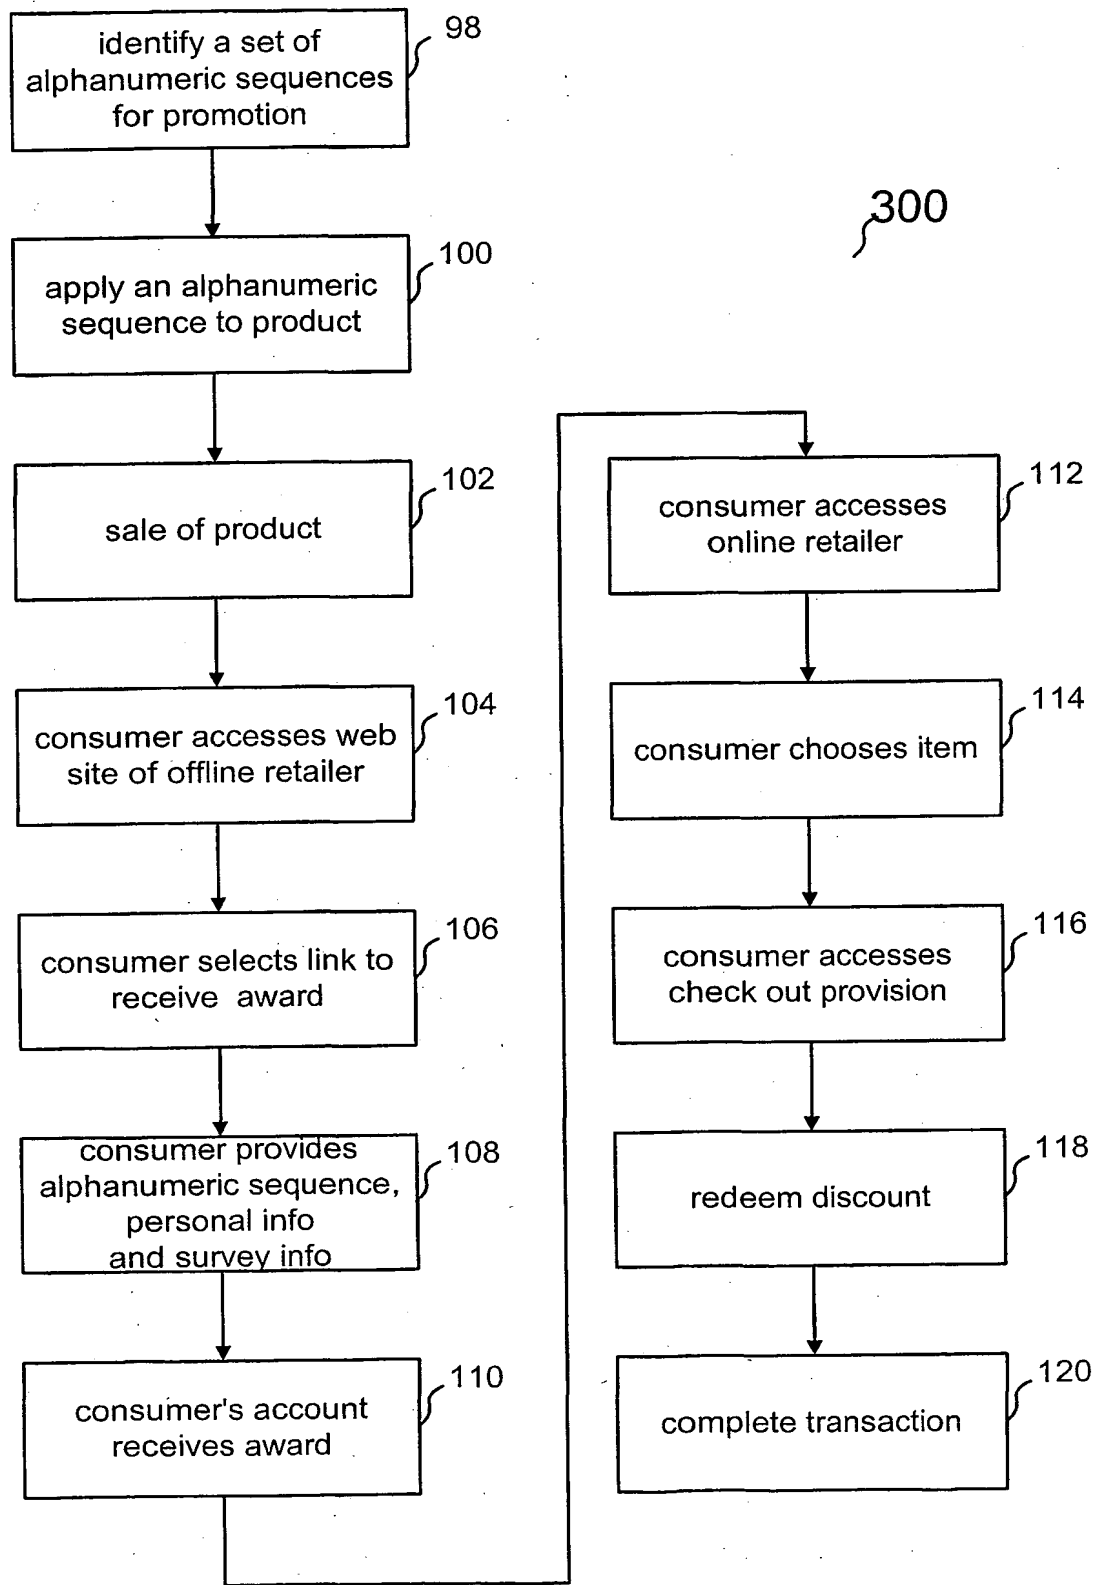 identify a set of
alphanumeric sequences
for promotion
98
apply an alphanumeric
sequence to product
100
sale of product
102
consumer accesses web
site of offline retailer
104
consumer selects link to
receive award
106
consumer provides
alphanumeric sequence,
personal info
and survey info
108
consumer's account
receives award
110
300
consumer accesses
online retailer
112
consumer chooses item
114
consumer accesses
check out provision
116
redeem discount
118
complete transaction
120